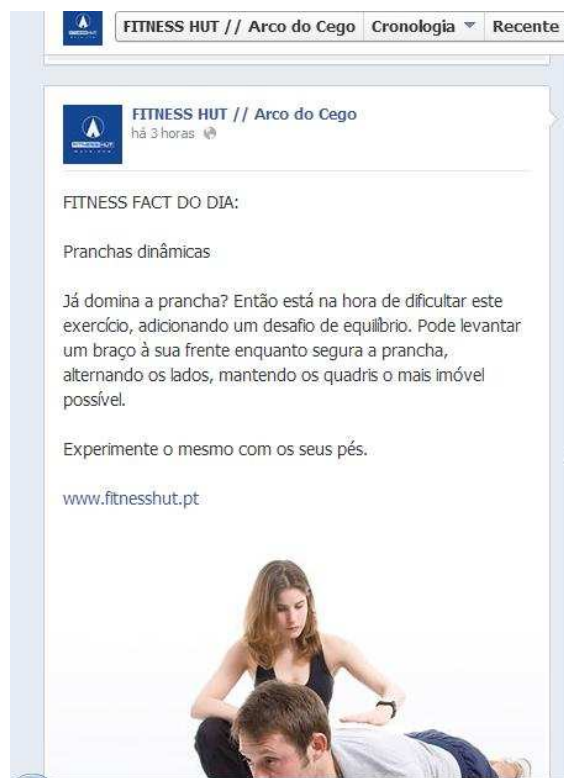 FITNESS HUT // Arco do Cego Cronologia Recente
FITNESS HUT // Arco do Cego
há 3 horas
FITNESS FACT DO DIA:
Pranchas dinâmicas
Já domina a prancha? Então está na hora de dificultar este
exercício, adicionando um desafio de equilíbrio. Pode levantar
um braço à sua frente enquanto segura a prancha,
alternando os lados, mantendo os quadris o mais imóvel
possível.
Experimente o mesmo com os seus pés.
www.fitnesshut.pt